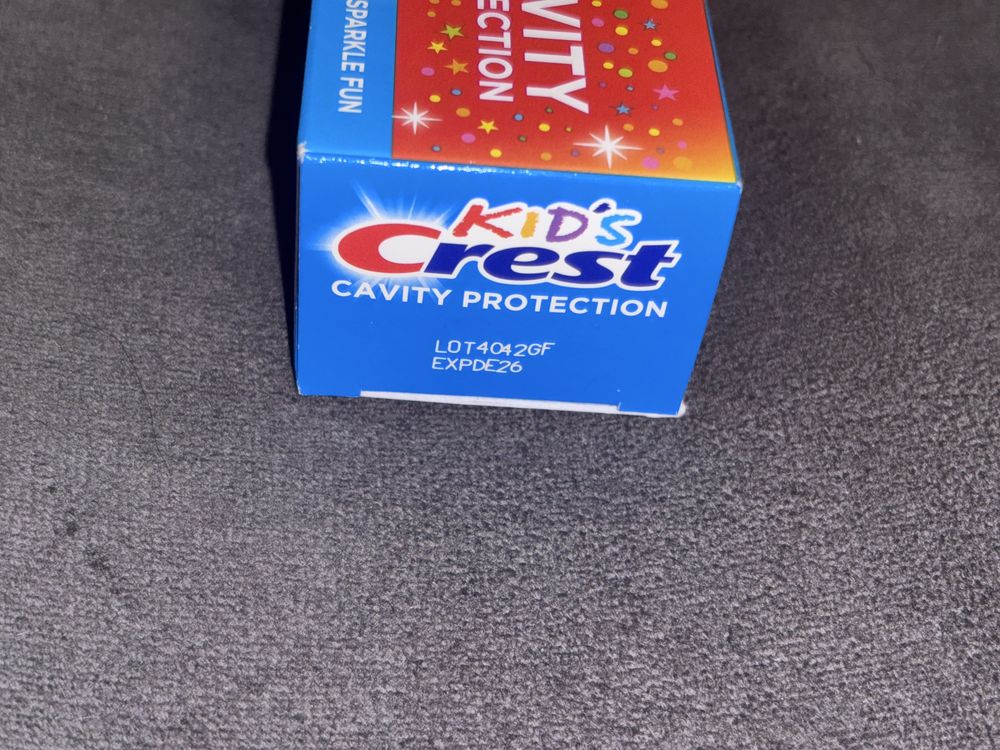 SPARKLE FUN
VITY
ECTION
KID'S
Crest
CAVITY PROTECTION
LOT4042GF
EXPDE26